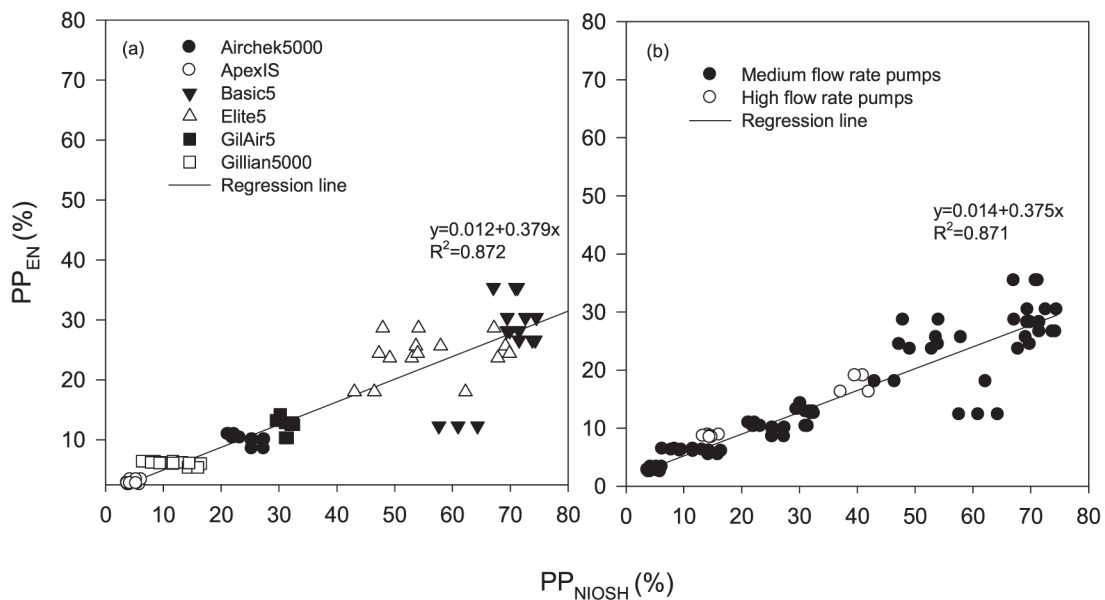 (a)
Airchek5000
ApexIS
Basic5
Elite5
GilAir5
Gillian5000
Regression line
y=0.012+0.379x
R²=0.872
80
70
60
50
40
30
20
10
0 10 20 30 40 50 60 70 80
PP_EN (%)
(b)
Medium flow rate pumps
High flow rate pumps
Regression line
y=0.014+0.375x
R²=0.871
80
70
60
50
40
30
20
10
0
0 10 20 30 40 50 60 70 80
PP_NIOSH (%)